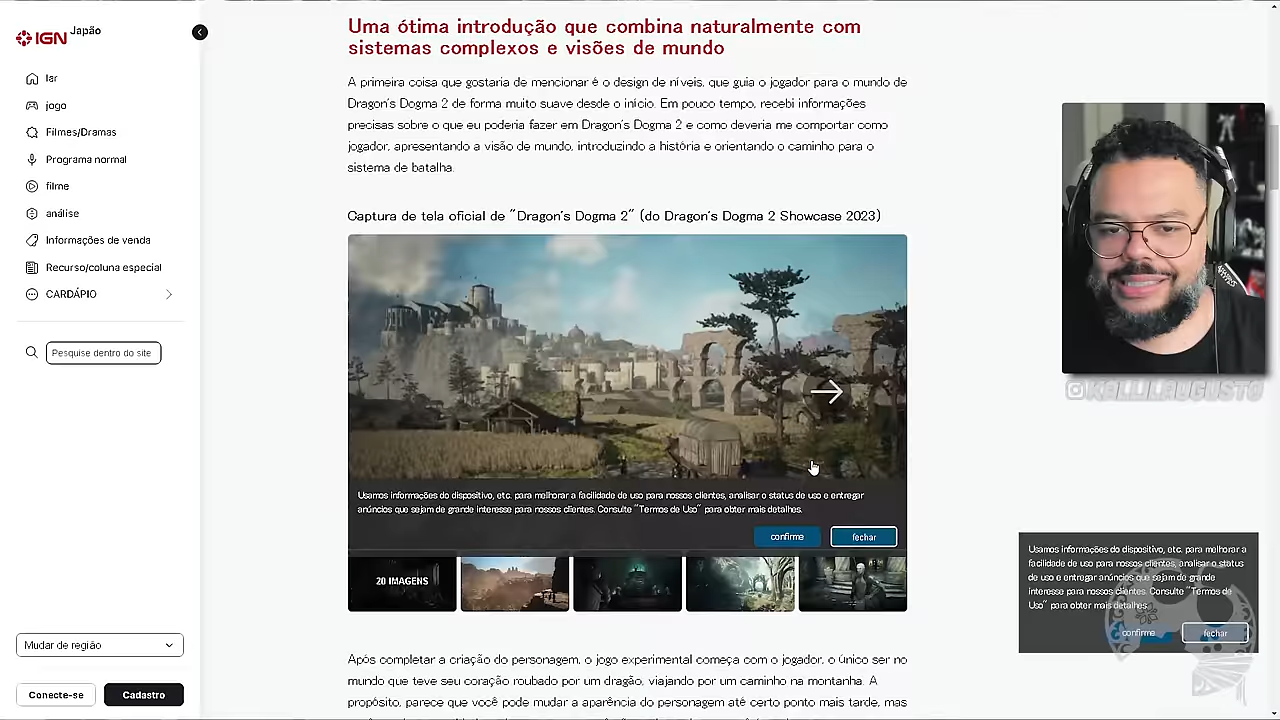 IGN Japão
lar
jogo
Filmes/Dramas
Programa normal
filme
análise
Informações de venda
Recurso/coluna especial
CARDÁPIO
Pesquise dentro do site
Mudar de região
Conecte-se
Cadastro
Uma ótima introdução que combina naturalmente com
sistemas complexos e visões de mundo
A primeira coisa que gostaria de mencionar é o design de níveis, que guia o jogador para o mundo de
Dragon's Dogma 2 de forma muito suave desde o início. Em pouco tempo, recebi informações
precisas sobre o que eu poderia fazer em Dragon's Dogma 2 e como deveria me comportar como
jogador, apresentando a visão de mundo, introduzindo a história e orientando o caminho para o
sistema de batalha.
Captura de tela oficial de "Dragon's Dogma 2" (do Dragon's Dogma 2 Showcase 2023)
Usamos informações do dispositivo, etc. para melhorar a facilidade de uso para nossos clientes, analisar o status de uso e entregar
anúncios que sejam de grande interesse para nossos clientes. Consulte "Termos de Uso" para obter mais detalhes.
confirme
fechar
20 IMAGENS
Após completar a criação do personagem, o jogo experimental começa com o jogador, o único ser no
mundo que teve seu coração roubado por um dragão, viajando por um caminho na montanha. A
propósito, parece que você pode mudar a aparência do personagem até certo ponto mais tarde, mas
@KALLILAUGUSTO
Usamos informações do dispositivo, etc. para melhorar a
facilidade de uso para nossos clientes, analisar o status
de uso e entregar anúncios que sejam de grande
interesse para nossos clientes. Consulte "Termos de
Uso" para obter mais detalhes.
confirme
fechar